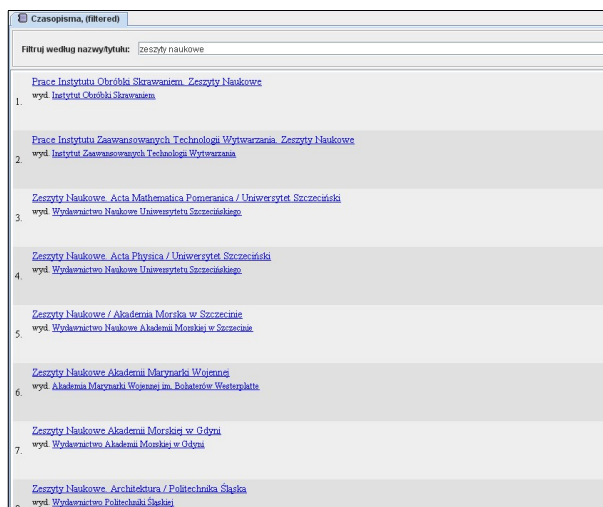 Czasopisma, (filtered)
Filtruj według nazwy/tytułu: zeszyty naukowe
Prace Instytutu Obróbki Skrawaniem. Zeszyty Naukowe
1. wyd. Instytut Obróbki Skrawaniem
Prace Instytutu Zaawansowanych Technologii Wytwarzania. Zeszyty Naukowe
2. wyd. Instytut Zaawansowanych Technologii Wytwarzania
Zeszyty Naukowe. Acta Mathematica Pomeranica / Uniwersytet Szczeciński
3. wyd. Wydawnictwo Naukowe Uniwersytetu Szczecińskiego
Zeszyty Naukowe. Acta Physica / Uniwersytet Szczeciński
4. wyd. Wydawnictwo Naukowe Uniwersytetu Szczecińskiego
Zeszyty Naukowe / Akademia Morska w Szczecinie
5. wyd. Wydawnictwo Naukowe Akademii Morskiej w Szczecinie
Zeszyty Naukowe Akademii Marynarki Wojennej
6. wyd. Akademia Marynarki Wojennej im. Bohaterów Westerplatte
Zeszyty Naukowe Akademii Morskiej w Gdyni
7. wyd. Wydawnictwo Akademii Morskiej w Gdyni
Zeszyty Naukowe. Architektura / Politechnika Śląska
wyd. Wydawnictwo Politechniki Śląskiej